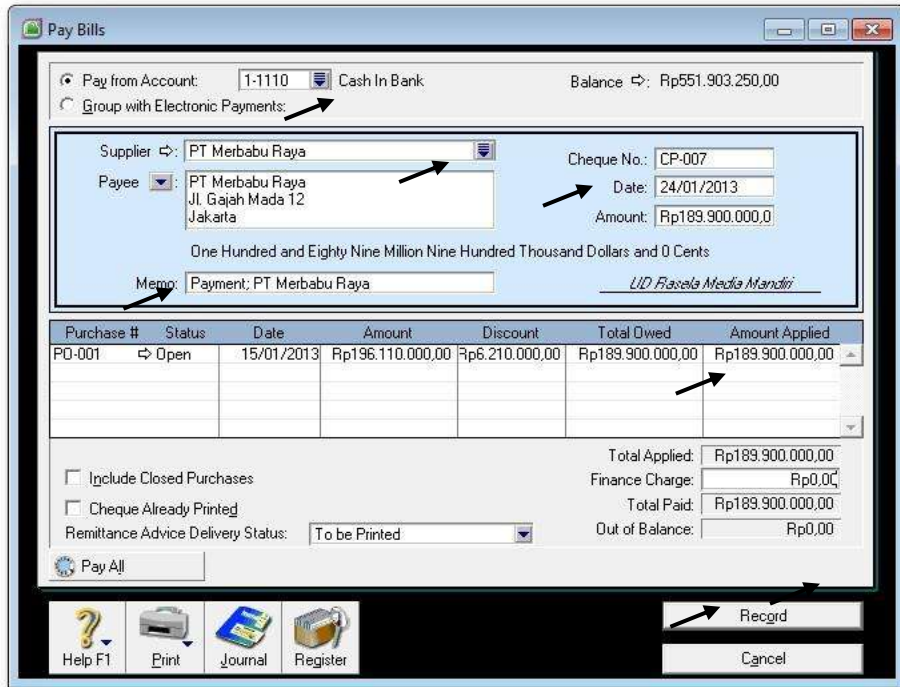 Pay Bills
Pay from Account: 1-1110 Cash In Bank Balance ⇨: Rp551.903.250,00
Group with Electronic Payments:
Supplier ⇨: PT Merbabu Raya Cheque No.: CP-007
Payee : PT Merbabu Raya Date: 24/01/2013
Jl. Gajah Mada 12
Jakarta Amount: Rp189.900.000,0
One Hundred and Eighty Nine Million Nine Hundred Thousand Dollars and 0 Cents
Memo: Payment; PT Merbabu Raya UD Rasela Media Mandiri
Purchase # Status Date Amount Discount Total Owed Amount Applied
PO-001 ⇨ Open 15/01/2013 Rp196.110.000,00 Rp6.210.000,00 Rp189.900.000,00 Rp189.900.000,00
Total Applied: Rp189.900.000,00
Include Closed Purchases Finance Charge: Rp0,00
Cheque Already Printed Total Paid: Rp189.900.000,00
Remittance Advice Delivery Status: To be Printed Out of Balance: Rp0,00
Pay All
Record
Help F1 Print Journal Register
Cancel